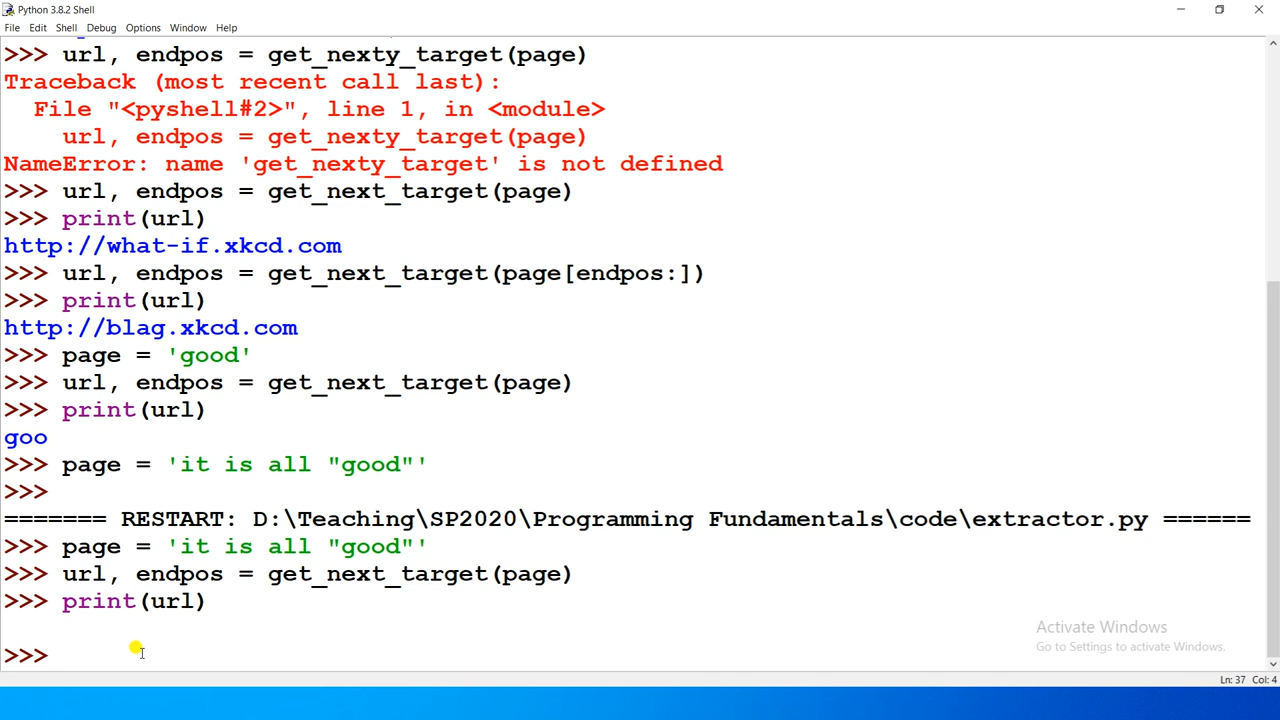 Python 3.8.2 Shell
File Edit Shell Debug Options Window Help
>>> url, endpos = get_nexty_target(page)
Traceback (most recent call last):
  File "<pyshell#2>", line 1, in <module>
    url, endpos = get_nexty_target(page)
NameError: name 'get_nexty_target' is not defined
>>> url, endpos = get_next_target(page)
>>> print(url)
http://what-if.xkcd.com
>>> url, endpos = get_next_target(page[endpos:])
>>> print(url)
http://blag.xkcd.com
>>> page = 'good'
>>> url, endpos = get_next_target(page)
>>> print(url)
goo
>>> page = 'it is all "good"'
>>>
======= RESTART: D:\Teaching\SP2020\Programming Fundamentals\code\extractor.py ======
>>> page = 'it is all "good"'
>>> url, endpos = get_next_target(page)
>>> print(url)
>>>
Activate Windows
Go to Settings to activate Windows.
Ln: 37 Col: 4